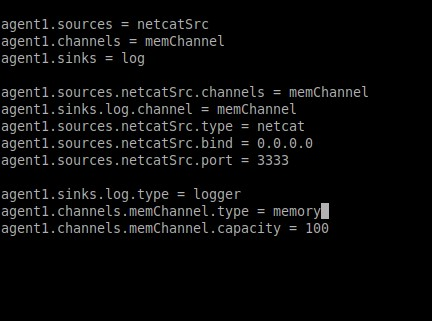 agent1.sources = netcatSrc
agent1.channels = memChannel
agent1.sinks = log
agent1.sources.netcatSrc.channels = memChannel
agent1.sinks.log.channel = memChannel
agent1.sources.netcatSrc.type = netcat
agent1.sources.netcatSrc.bind = 0.0.0.0
agent1.sources.netcatSrc.port = 3333
agent1.sinks.log.type = logger
agent1.channels.memChannel.type = memory
agent1.channels.memChannel.capacity = 100